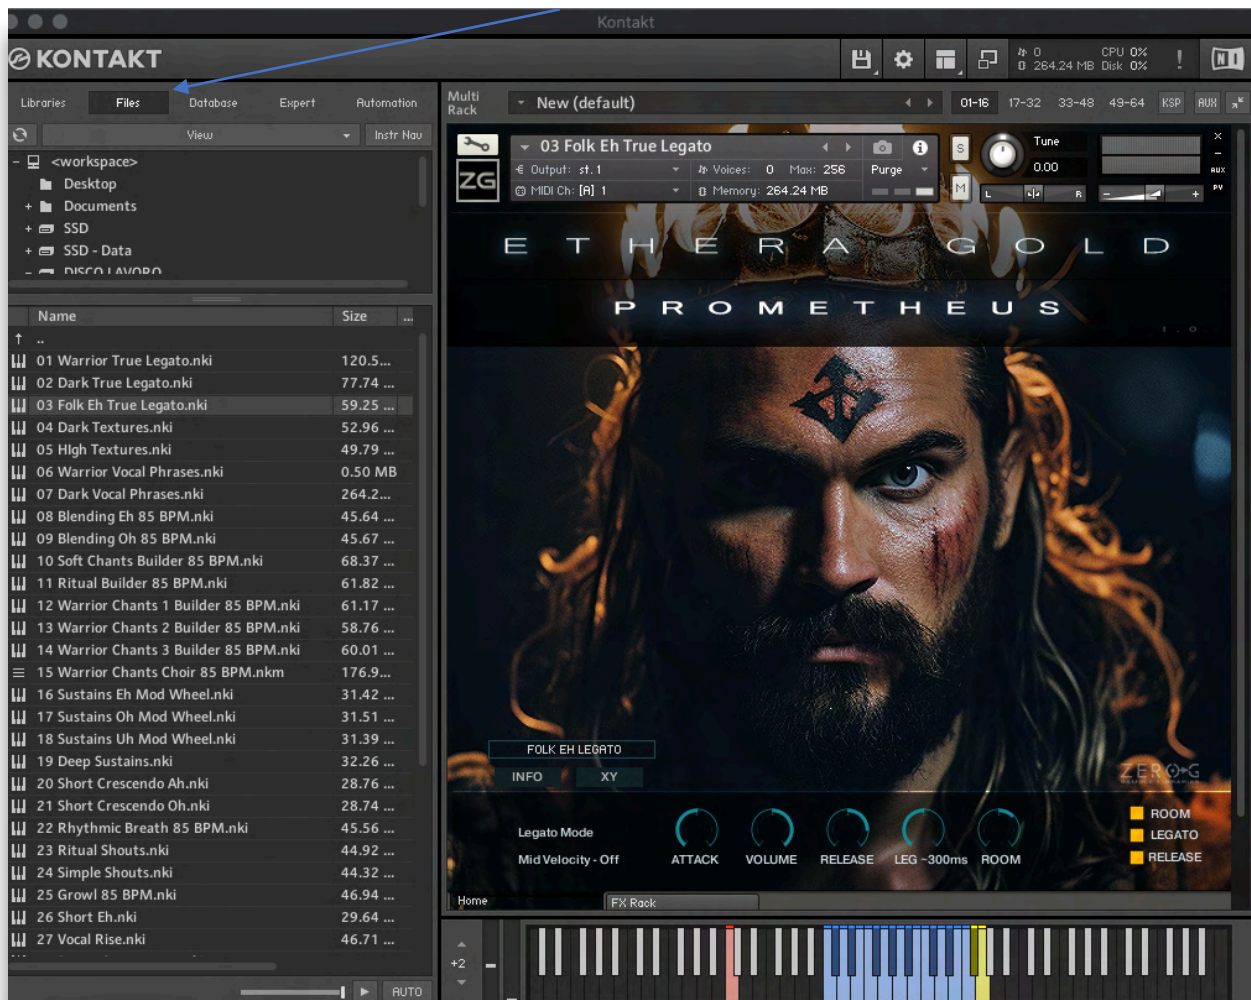 Kontakt
KONTAKT
0 CPU 0%
264.24 MB Disk 0%
!
NI
Libraries Files Database Expert Automation
View Instr Nav
- <workspace>
Desktop
+ Documents
+ SSD
+ SSD - Data
- DISCO LAVORO
Name Size ...
↑ ..
01 Warrior True Legato.nki 120.5...
02 Dark True Legato.nki 77.74 ...
03 Folk Eh True Legato.nki 59.25 ...
04 Dark Textures.nki 52.96 ...
05 HIgh Textures.nki 49.79 ...
06 Warrior Vocal Phrases.nki 0.50 MB
07 Dark Vocal Phrases.nki 264.2...
08 Blending Eh 85 BPM.nki 45.64 ...
09 Blending Oh 85 BPM.nki 45.67 ...
10 Soft Chants Builder 85 BPM.nki 68.37 ...
11 Ritual Builder 85 BPM.nki 61.82 ...
12 Warrior Chants 1 Builder 85 BPM.nki 61.17 ...
13 Warrior Chants 2 Builder 85 BPM.nki 58.76 ...
14 Warrior Chants 3 Builder 85 BPM.nki 60.01 ...
15 Warrior Chants Choir 85 BPM.nkm 176.9...
16 Sustains Eh Mod Wheel.nki 31.42 ...
17 Sustains Oh Mod Wheel.nki 31.51 ...
18 Sustains Uh Mod Wheel.nki 31.39 ...
19 Deep Sustains.nki 32.26 ...
20 Short Crescendo Ah.nki 28.76 ...
21 Short Crescendo Oh.nki 28.74 ...
22 Rhythmic Breath 85 BPM.nki 45.56 ...
23 Ritual Shouts.nki 44.92 ...
24 Simple Shouts.nki 44.32 ...
25 Growl 85 BPM.nki 46.94 ...
26 Short Eh.nki 29.64 ...
27 Vocal Rise.nki 46.71 ...
AUTO
Multi Rack New (default) 01-16 17-32 33-48 49-64 KSP AUX
03 Folk Eh True Legato
S Tune
Output: st.1 Voices: 0 Max: 256 Purge 0.00
ZG
MIDI Ch: [A] 1 Memory: 264.24 MB
M L R - +
× - AUX PV
ETHERA GOLD
PROMETHEUS
1.0
FOLK EH LEGATO
INFO XY
ZERO-G
Legato Mode
Mid Velocity - Off
ATTACK VOLUME RELEASE LEG ~300ms ROOM
ROOM
LEGATO
RELEASE
Home FX Rack
+2